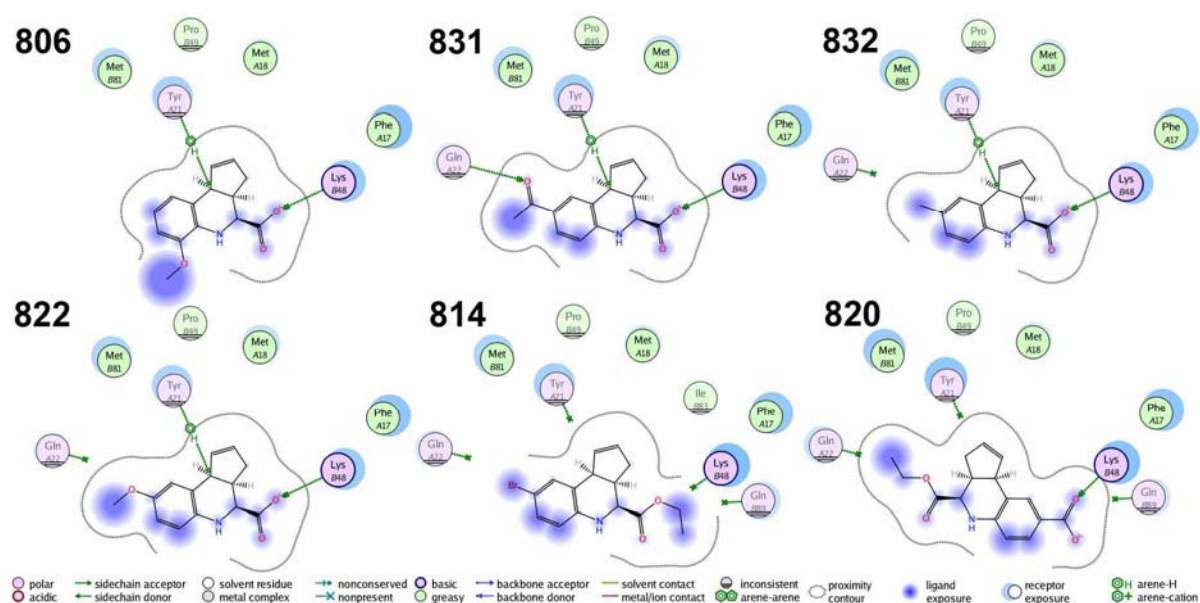 806
Pro
B49
Met
A18
Met
B81
Tyr
A21
Phe
A17
Lys
B48
H
H
H
N
H
O
O
O
831
Pro
B49
Met
A18
Met
B81
Tyr
A21
Phe
A17
Gln
A22
Lys
B48
H
O
H
H
N
H
O
O
832
Pro
B49
Met
A18
Met
B81
Tyr
A21
Phe
A17
Gln
A22
Lys
B48
H
H
H
N
H
O
O
822
Pro
B49
Met
A18
Met
B81
Tyr
A21
Phe
A17
Gln
A22
Lys
B48
H
H
H
O
N
H
O
O
814
Pro
B49
Met
A18
Met
B81
Tyr
A21
Ile
Phe
A17
Gln
A22
Lys
B48
Gln
H
H
Br
N
H
O
O
820
Pro
B49
Met
A18
Met
B81
Tyr
A21
Phe
A17
Gln
A22
Lys
B48
Gln
H
H
O
O
N
H
O
O
polar
acidic
sidechain acceptor
sidechain donor
solvent residue
metal complex
nonconserved
nonpresent
basic
greasy
backbone acceptor
backbone donor
solvent contact
metal/ion contact
inconsistent
arene-arene
proximity
contour
ligand
exposure
receptor
exposure
H arene-H
+ arene-cation